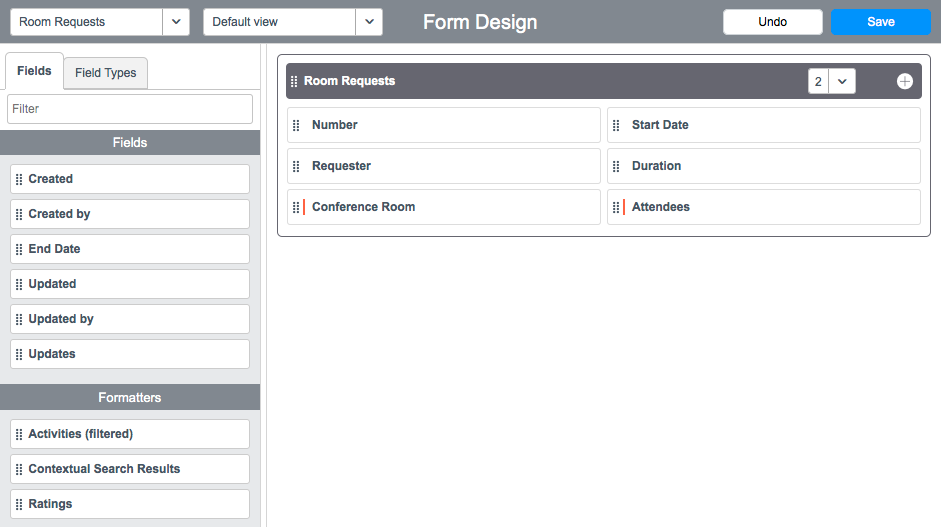 Room Requests
Default view
Form Design
Undo
Save
Fields
Field Types
Filter
Fields
Created
Created by
End Date
Updated
Updated by
Updates
Formatters
Activities (filtered)
Contextual Search Results
Ratings
Room Requests
2
Number
Start Date
Requester
Duration
Conference Room
Attendees